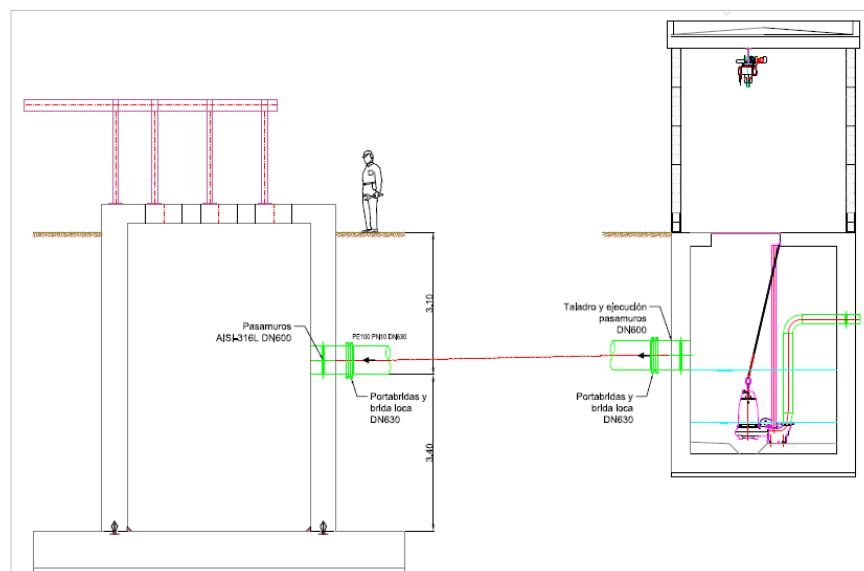 Pasamuros
AISI-316L DN600
PE100 PN10 DN630
Portabridas y
brida loca
DN630
3.10
3.40
Taladro y ejecución
pasamuros
DN600
Portabridas y
brida loca
DN630